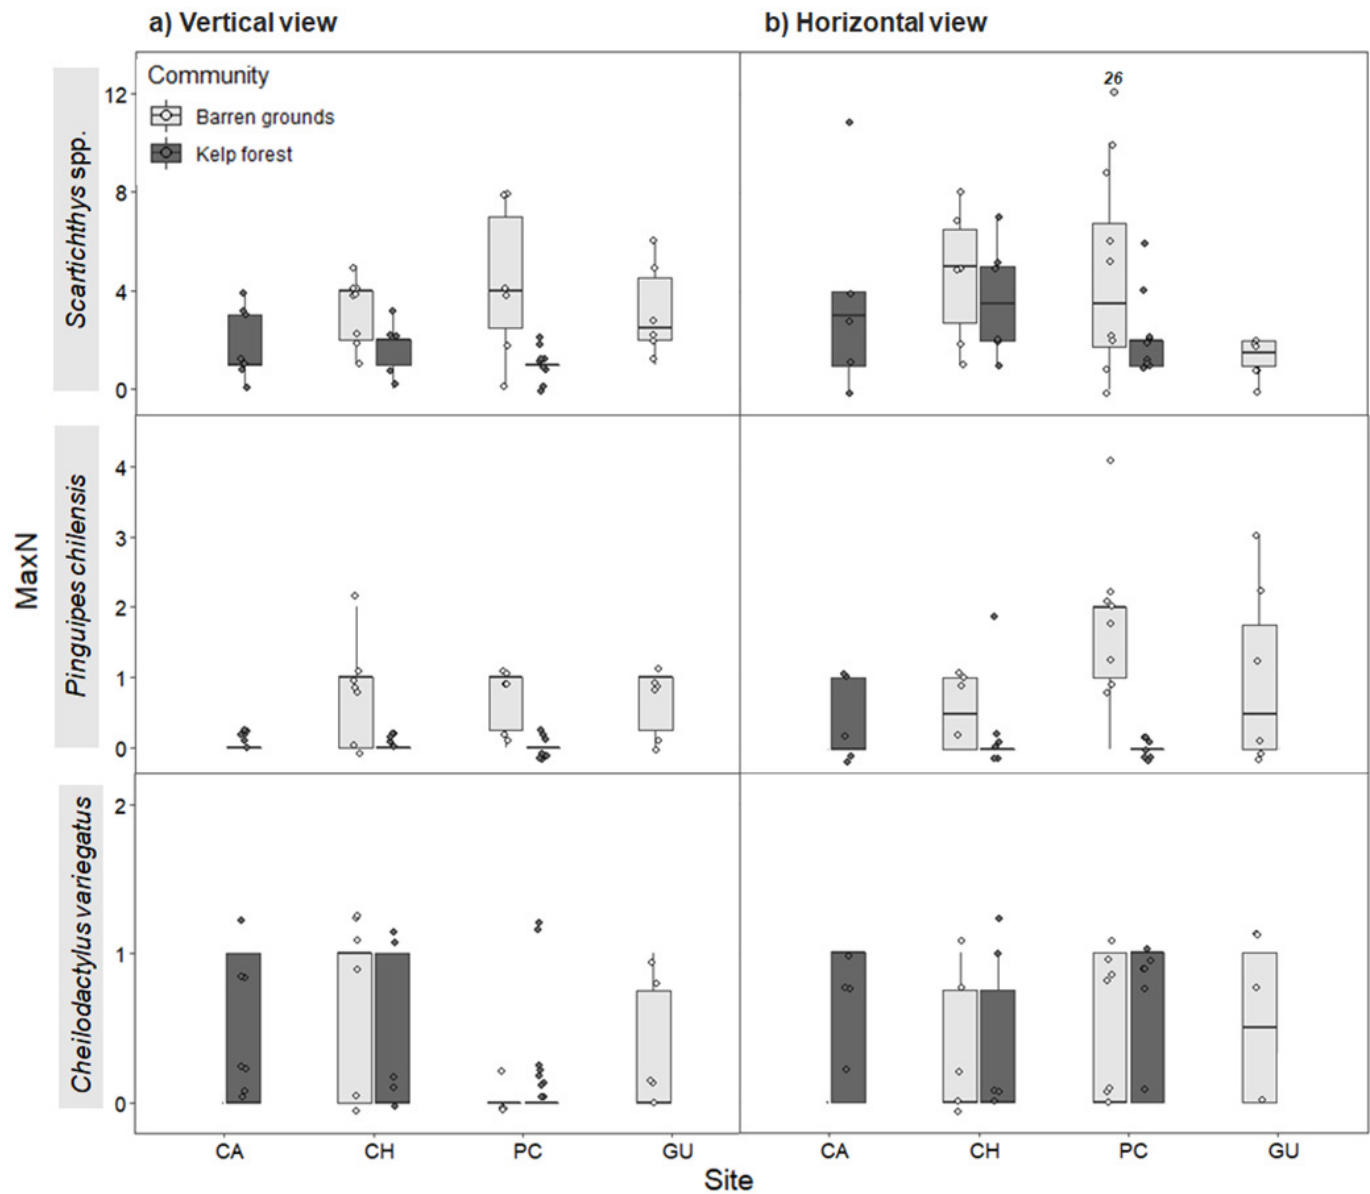 a) Vertical view
b) Horizontal view
Community
Barren grounds
Kelp forest
26
Scartichthys spp.
12
8
4
0
Pinguipes chilensis
4
3
2
1
0
MaxN
Cheilodactylus variegatus
2
1
0
CA CH PC GU CA CH PC GU
Site